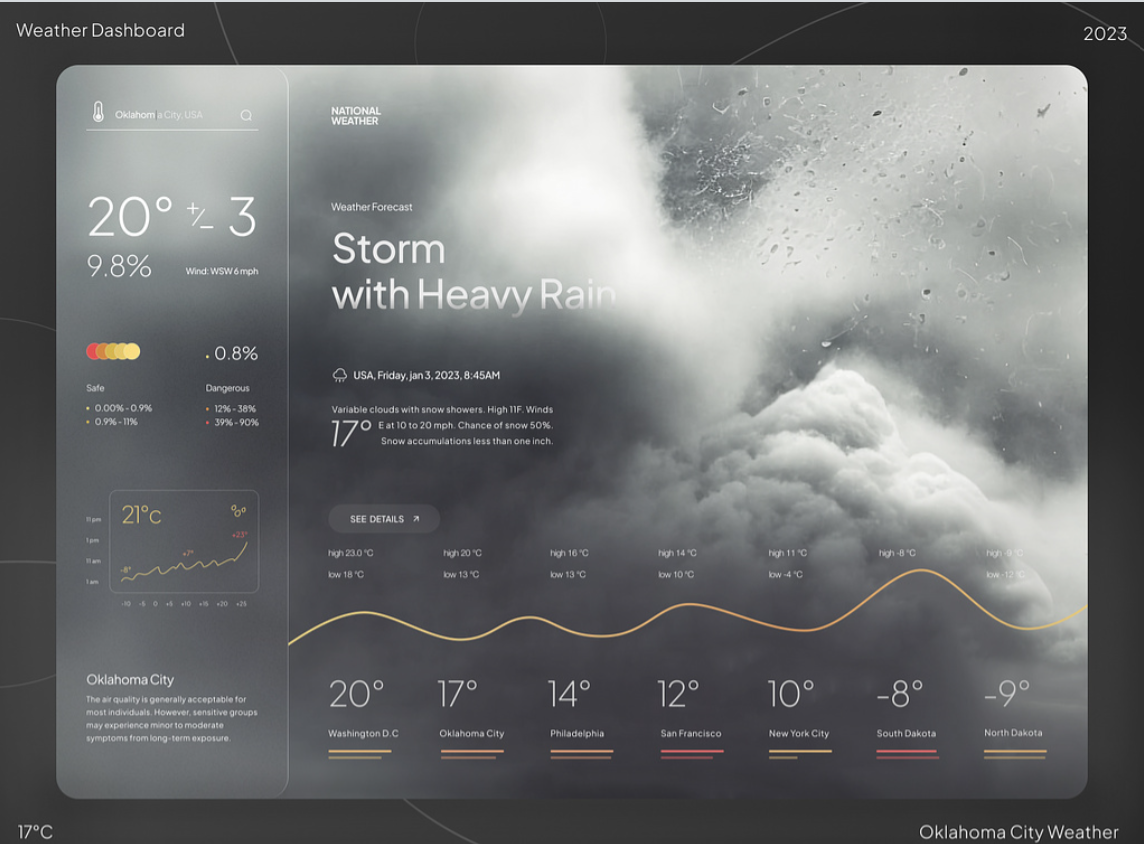 Weather Dashboard
2023
Oklahoma City, USA
20° +/- 3
9.8%
Wind: WSW 6 mph
0.8%
Safe
Dangerous
0.00% - 0.9%
12% - 38%
0.9% - 11%
39% - 90%
21°c
11 pm
1 pm
11 am
1 am
+23°
+7°
-8°
-10 -5 0 +5 +10 +15 +20 +25
Oklahoma City
The air quality is generally acceptable for
most individuals. However, sensitive groups
may experience minor to moderate
symptoms from long-term exposure.
NATIONAL
WEATHER
Weather Forecast
Storm
with Heavy Rain
USA, Friday, jan 3, 2023, 8:45AM
Variable clouds with snow showers. High 11F. Winds
17° E at 10 to 20 mph. Chance of snow 50%.
Snow accumulations less than one inch.
SEE DETAILS
high 23.0 °C high 20 °C high 16 °C high 14 °C high 11 °C high -8 °C high -9 °C
low 18 °C low 13 °C low 13 °C low 10 °C low -4 °C low -12 °C
20° 17° 14° 12° 10° -8° -9°
Washington D.C Oklahoma City Philadelphia San Francisco New York City South Dakota North Dakota
17°C
Oklahoma City Weather